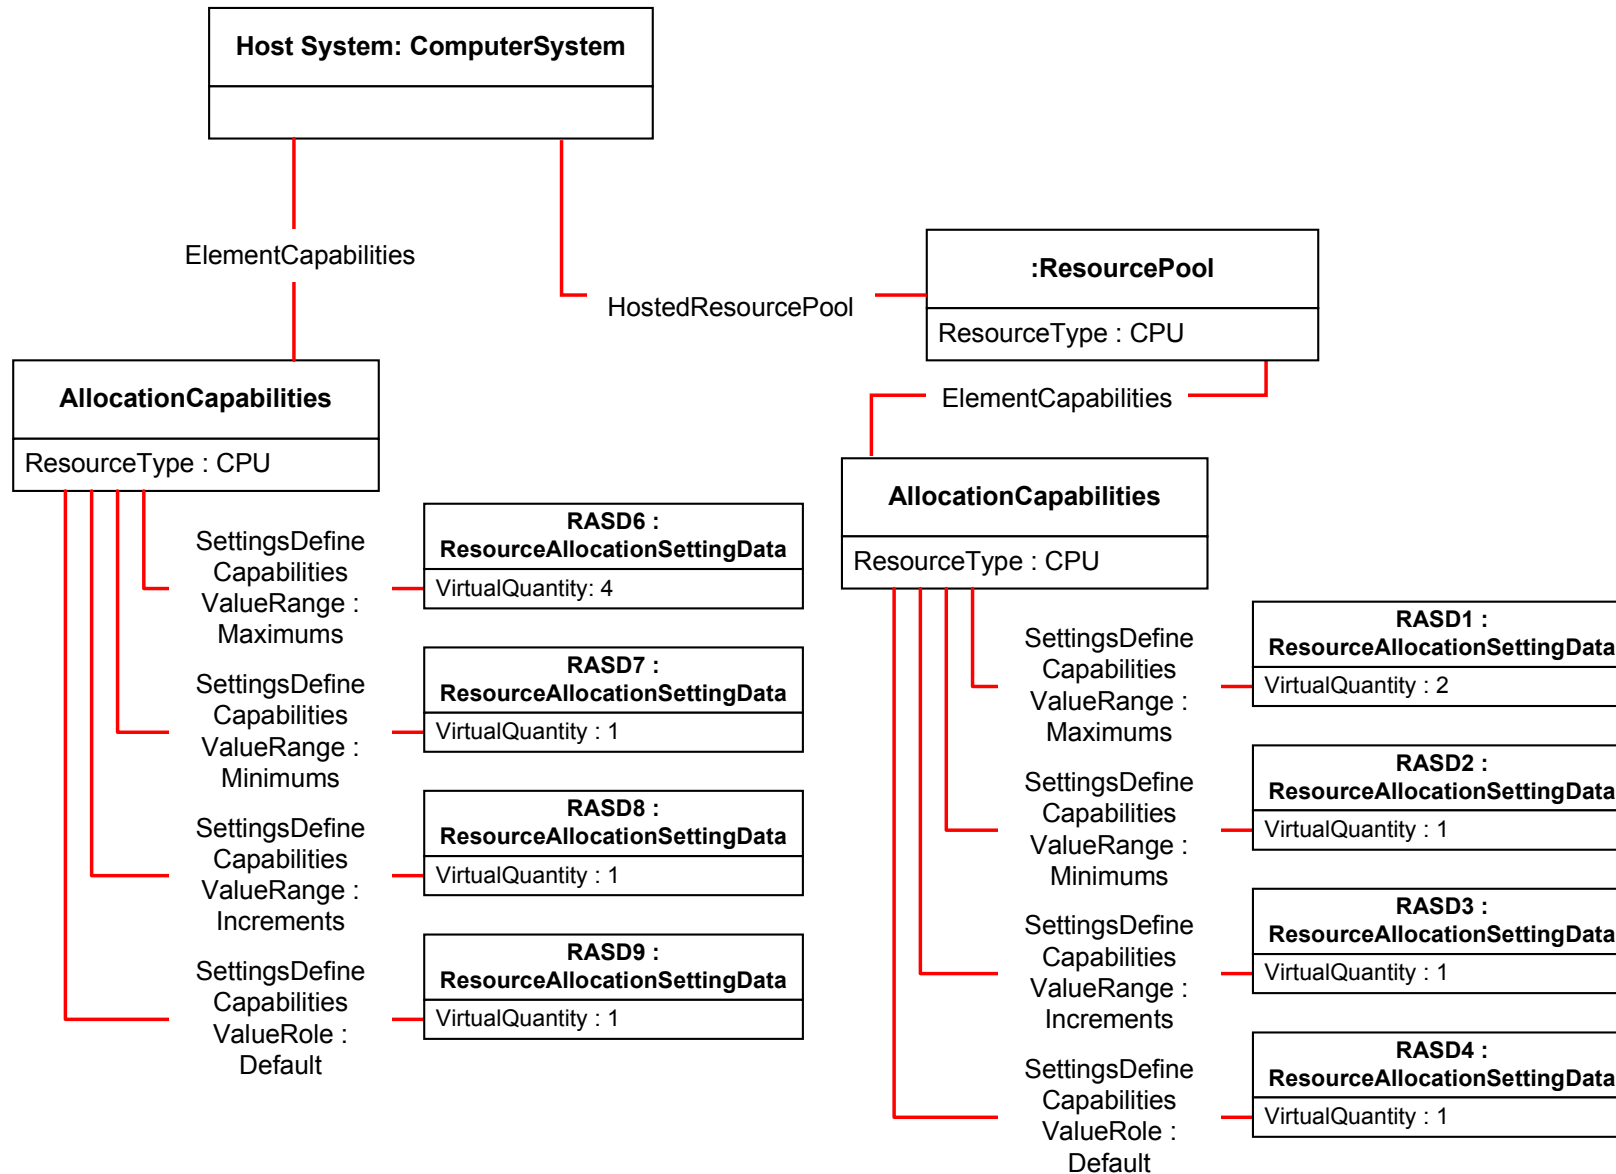 Host System: ComputerSystem
ElementCapabilities
HostedResourcePool
:ResourcePool
ResourceType : CPU
ElementCapabilities
AllocationCapabilities
ResourceType : CPU
SettingsDefine
Capabilities
ValueRange :
Maximums
RASD6 :
ResourceAllocationSettingData
VirtualQuantity: 4
SettingsDefine
Capabilities
ValueRange :
Minimums
RASD7 :
ResourceAllocationSettingData
VirtualQuantity : 1
SettingsDefine
Capabilities
ValueRange :
Increments
RASD8 :
ResourceAllocationSettingData
VirtualQuantity : 1
SettingsDefine
Capabilities
ValueRole :
Default
RASD9 :
ResourceAllocationSettingData
VirtualQuantity : 1
AllocationCapabilities
ResourceType : CPU
SettingsDefine
Capabilities
ValueRange :
Maximums
RASD1 :
ResourceAllocationSettingData
VirtualQuantity : 2
SettingsDefine
Capabilities
ValueRange :
Minimums
RASD2 :
ResourceAllocationSettingData
VirtualQuantity : 1
SettingsDefine
Capabilities
ValueRange :
Increments
RASD3 :
ResourceAllocationSettingData
VirtualQuantity : 1
SettingsDefine
Capabilities
ValueRole :
Default
RASD4 :
ResourceAllocationSettingData
VirtualQuantity : 1